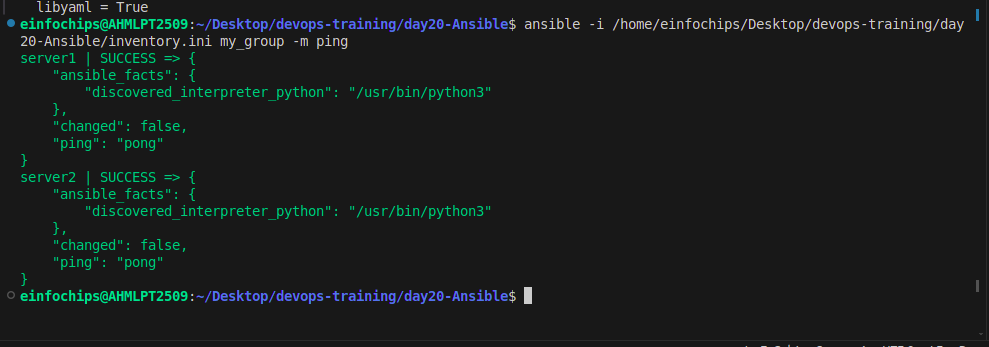 libyaml = True
einfochips@AHMLPT2509:~/Desktop/devops-training/day20-Ansible$ ansible -i /home/einfochips/Desktop/devops-training/day
20-Ansible/inventory.ini my_group -m ping
server1 | SUCCESS => {
    "ansible_facts": {
        "discovered_interpreter_python": "/usr/bin/python3"
    },
    "changed": false,
    "ping": "pong"
}
server2 | SUCCESS => {
    "ansible_facts": {
        "discovered_interpreter_python": "/usr/bin/python3"
    },
    "changed": false,
    "ping": "pong"
}
einfochips@AHMLPT2509:~/Desktop/devops-training/day20-Ansible$